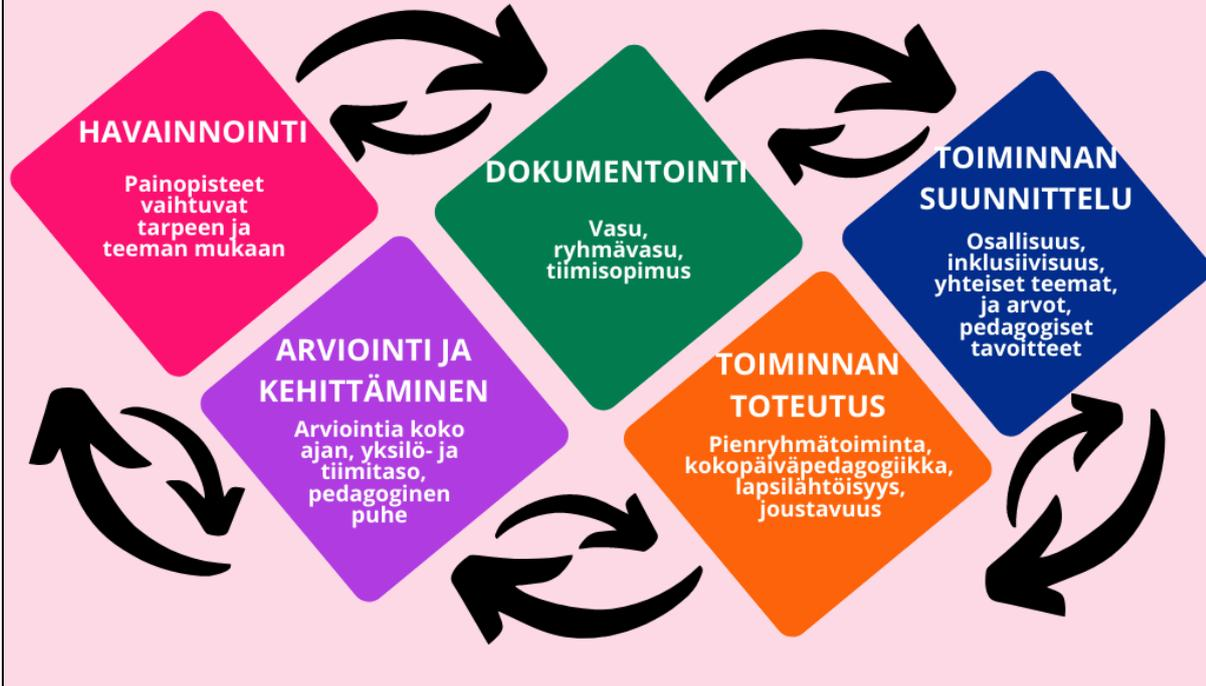 HAVAINNOINTI
Painopisteet
vaihtuvat
tarpeen ja
teeman mukaan
DOKUMENTOINTI
Vasu,
ryhmävasu,
tiimisopimus
TOIMINNAN
SUUNNITTELU
Osallisuus,
inklusiivisuus,
yhteiset teemat,
ja arvot,
pedagogiset
tavoitteet
ARVIOINTI JA
KEHITTÄMINEN
Arviointia koko
ajan, yksilö- ja
tiimitaso,
pedagoginen
puhe
TOIMINNAN
TOTEUTUS
Pienryhmätoiminta,
kokopäiväpedagogiikka,
lapsilähtöisyys,
joustavuus